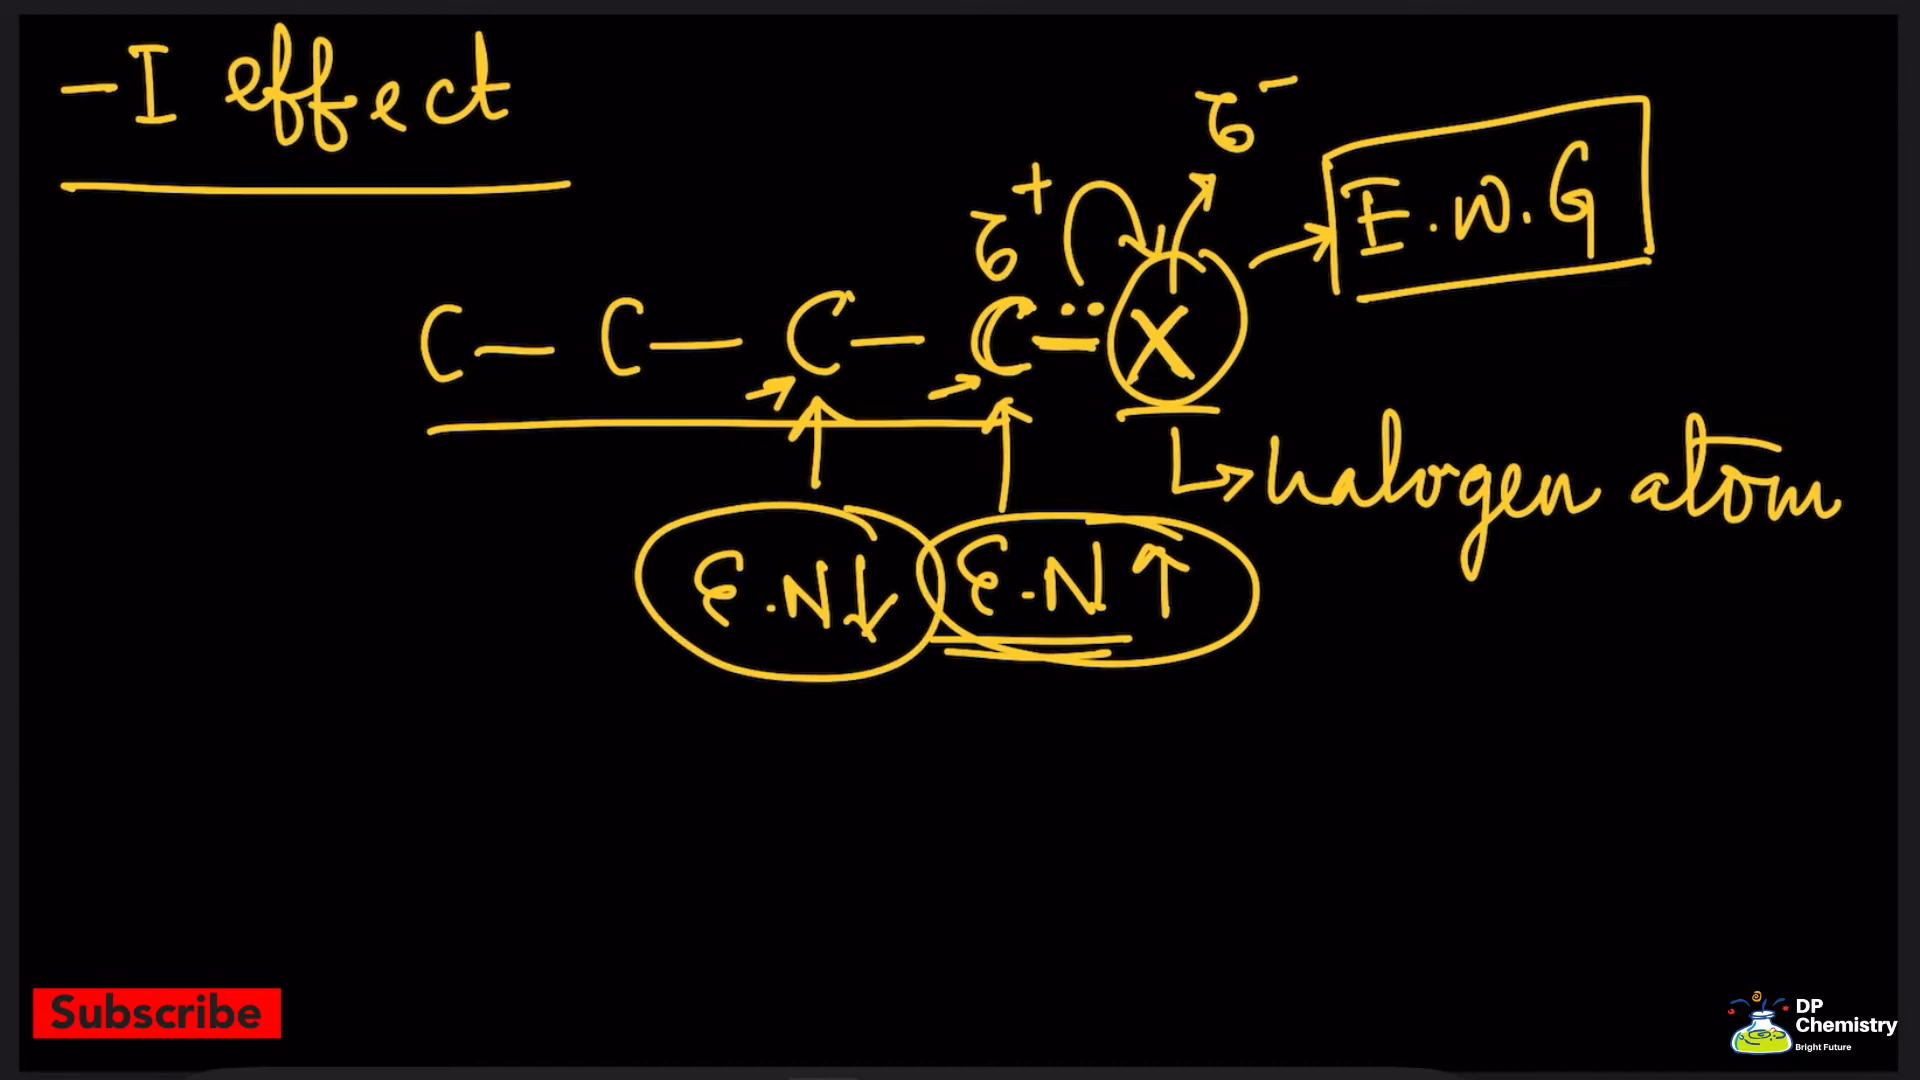 -I effect
δ⁻
δ⁺
E.W.G
C — C — C — C — X
halogen atom
E.N↓
E.N↑
Subscribe
DP
Chemistry
Bright Future